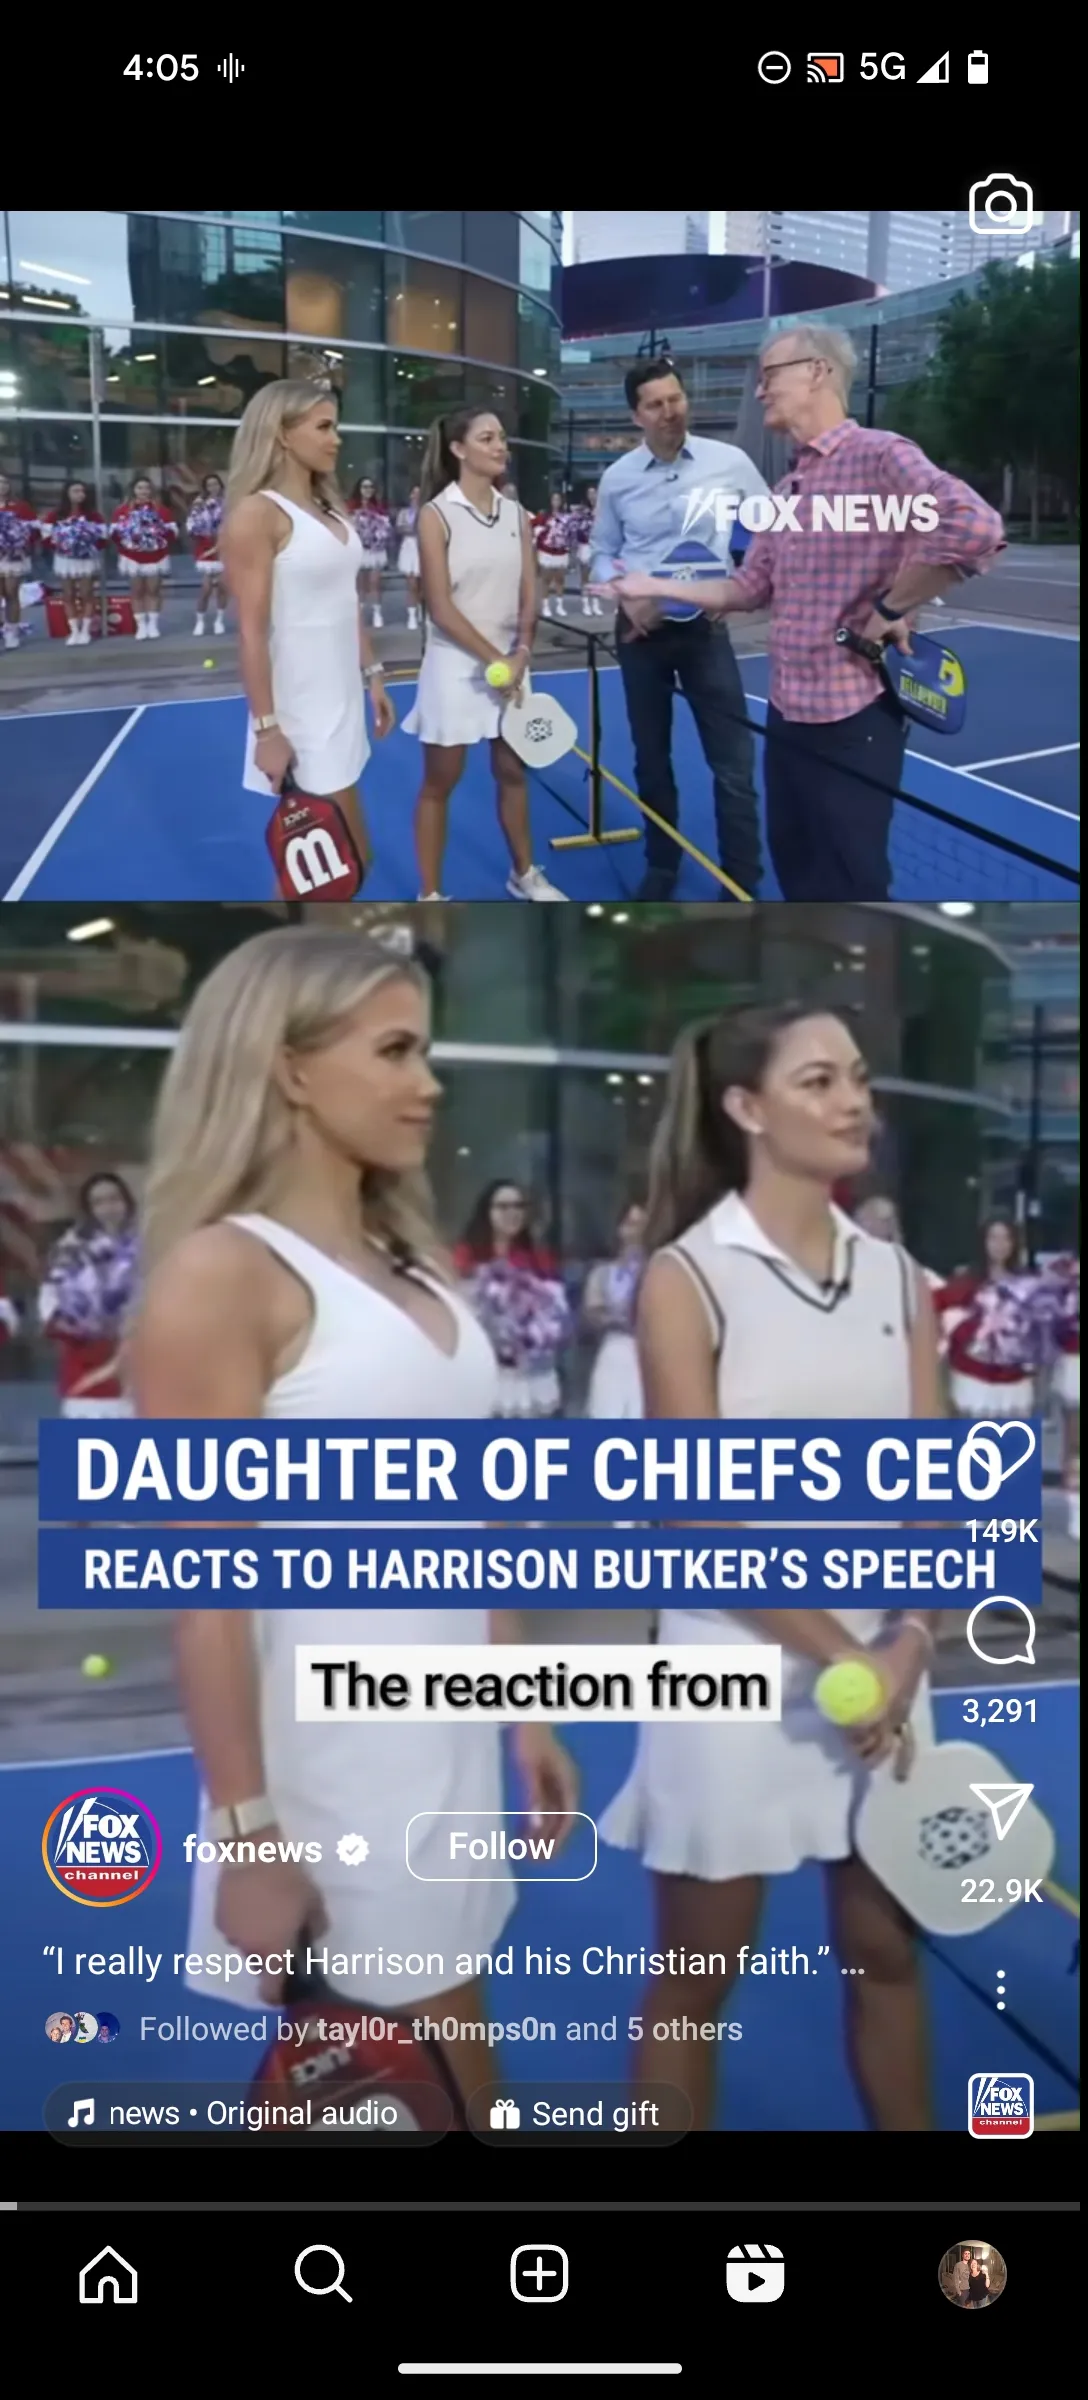 4:05
5G
FOX NEWS
m
DAUGHTER OF CHIEFS CEO
149K
REACTS TO HARRISON BUTKER’S SPEECH
The reaction from
3,291
FOX
NEWS
channel
foxnews
Follow
22.9K
“I really respect Harrison and his Christian faith.” ...
Followed by tayl0r_th0mps0n and 5 others
news • Original audio
Send gift
FOX
NEWS
channel